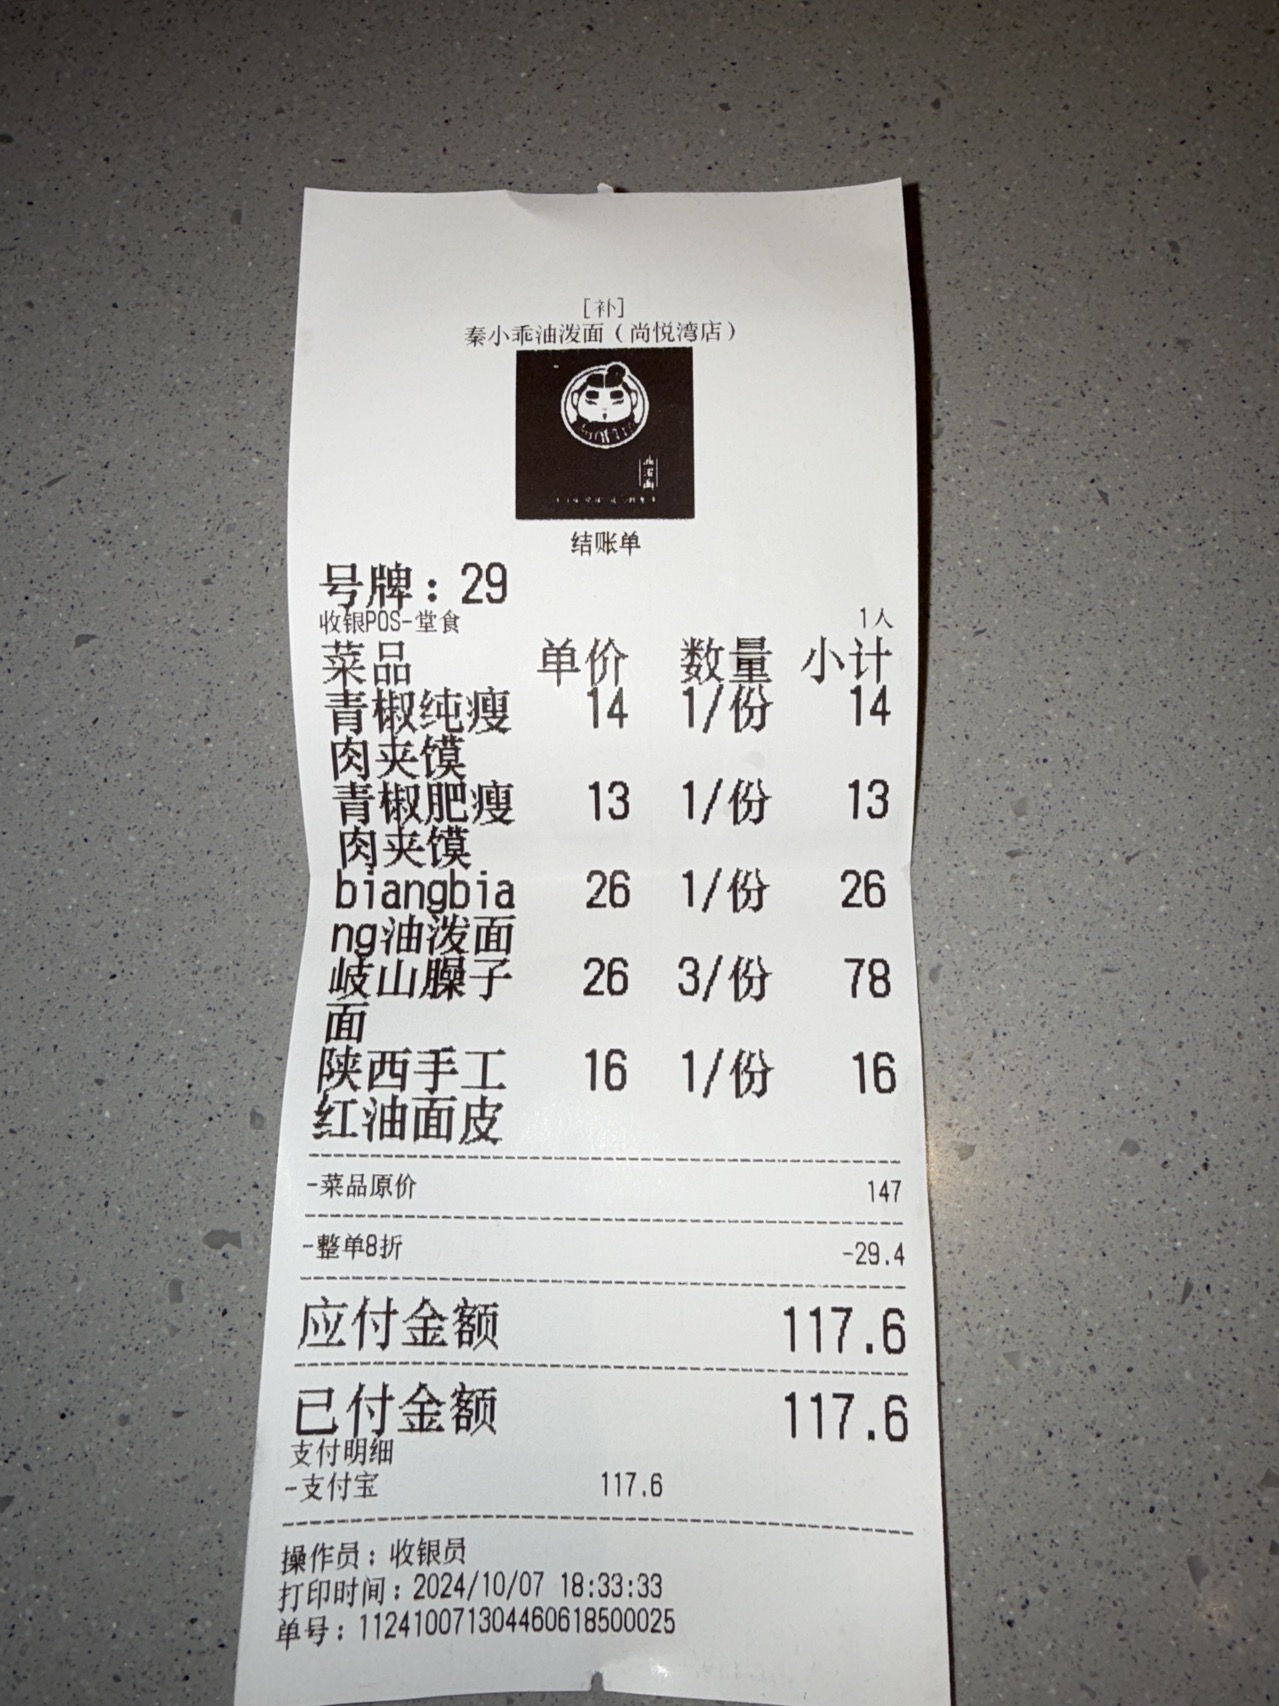 [补]
秦小乖油泼面（尚悦湾店）
油泼面
结账单
号牌：29
收银POS-堂食 1人
菜品 单价 数量 小计
青椒纯瘦 14 1/份 14
肉夹馍
青椒肥瘦 13 1/份 13
肉夹馍
biangbia 26 1/份 26
ng油泼面
岐山臊子 26 3/份 78
面
陕西手工 16 1/份 16
红油面皮
-菜品原价 147
-整单8折 -29.4
应付金额 117.6
已付金额 117.6
支付明细
-支付宝 117.6
操作员：收银员
打印时间：2024/10/07 18:33:33
单号：112410071304460618500025